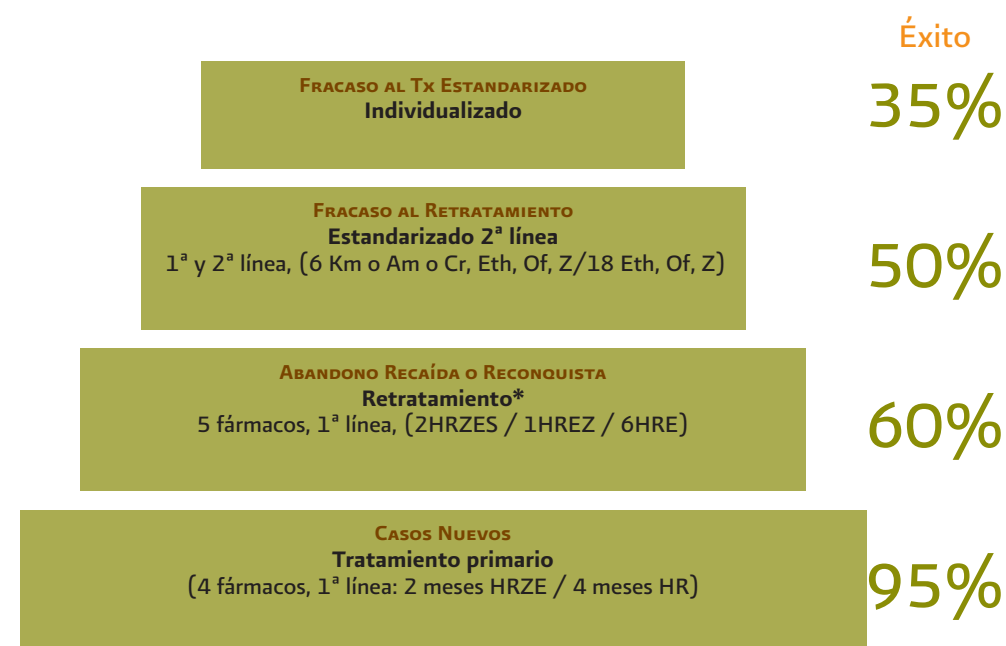 Éxito
Fracaso al Tx Estandarizado
Individualizado
35%
Fracaso al Retratamiento
Estandarizado 2ª línea
1ª y 2ª línea, (6 Km o Am o Cr, Eth, Of, Z/18 Eth, Of, Z)
50%
Abandono Recaída o Reconquista
Retratamiento*
5 fármacos, 1ª línea, (2HRZES / 1HREZ / 6HRE)
60%
Casos Nuevos
Tratamiento primario
(4 fármacos, 1ª línea: 2 meses HRZE / 4 meses HR)
95%